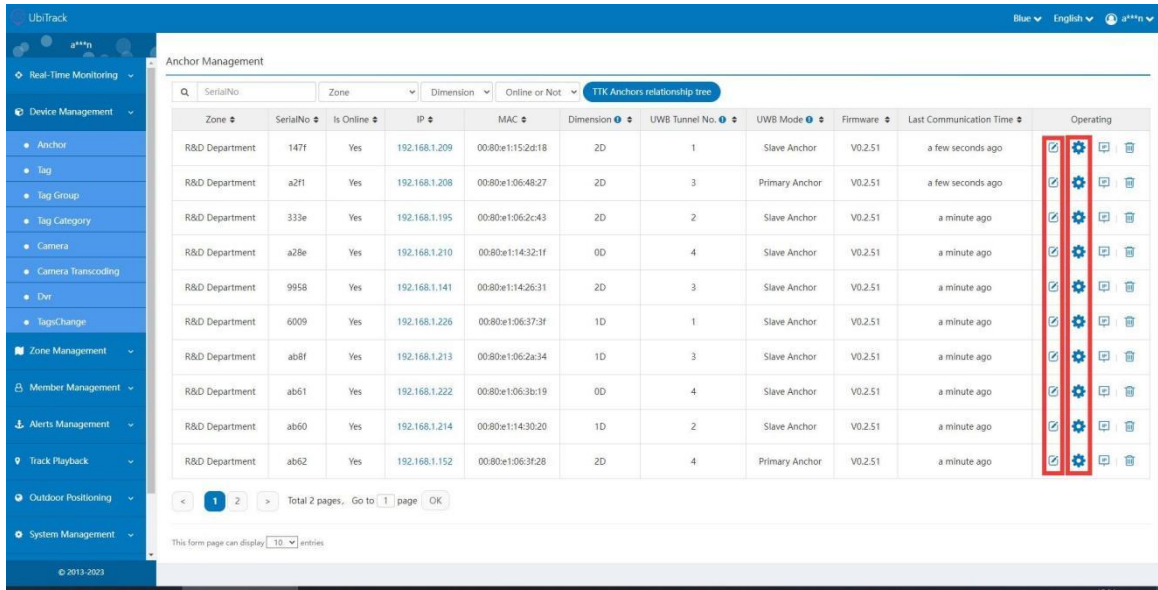 UbiTrack
Blue English a***n
a***n
Real-Time Monitoring
Device Management
Anchor
Tag
Tag Group
Tag Category
Camera
Camera Transcoding
Dvr
TagsChange
Zone Management
Member Management
Alerts Management
Track Playback
Outdoor Positioning
System Management
© 2013-2023
Anchor Management
SerialNo Zone Dimension Online or Not TTK Anchors relationship tree
Zone SerialNo Is Online IP MAC Dimension UWB Tunnel No. UWB Mode Firmware Last Communication Time Operating
R&D Department 147f Yes 192.168.1.209 00:80:e1:15:2d:18 2D 1 Slave Anchor V0.2.51 a few seconds ago
R&D Department a2f1 Yes 192.168.1.208 00:80:e1:06:48:27 2D 3 Primary Anchor V0.2.51 a few seconds ago
R&D Department 333e Yes 192.168.1.195 00:80:e1:06:2c:43 2D 2 Slave Anchor V0.2.51 a minute ago
R&D Department a28e Yes 192.168.1.210 00:80:e1:14:32:1f 0D 4 Slave Anchor V0.2.51 a minute ago
R&D Department 9958 Yes 192.168.1.141 00:80:e1:14:26:31 2D 3 Slave Anchor V0.2.51 a minute ago
R&D Department 6009 Yes 192.168.1.226 00:80:e1:06:37:3f 1D 1 Slave Anchor V0.2.51 a minute ago
R&D Department ab8f Yes 192.168.1.213 00:80:e1:06:2a:34 1D 3 Slave Anchor V0.2.51 a minute ago
R&D Department ab61 Yes 192.168.1.222 00:80:e1:06:3b:19 0D 4 Slave Anchor V0.2.51 a minute ago
R&D Department ab60 Yes 192.168.1.214 00:80:e1:14:30:20 1D 2 Slave Anchor V0.2.51 a minute ago
R&D Department ab62 Yes 192.168.1.152 00:80:e1:06:3f:28 2D 4 Primary Anchor V0.2.51 a minute ago
< 1 2 > Total 2 pages, Go to 1 page OK
This form page can display 10 entries